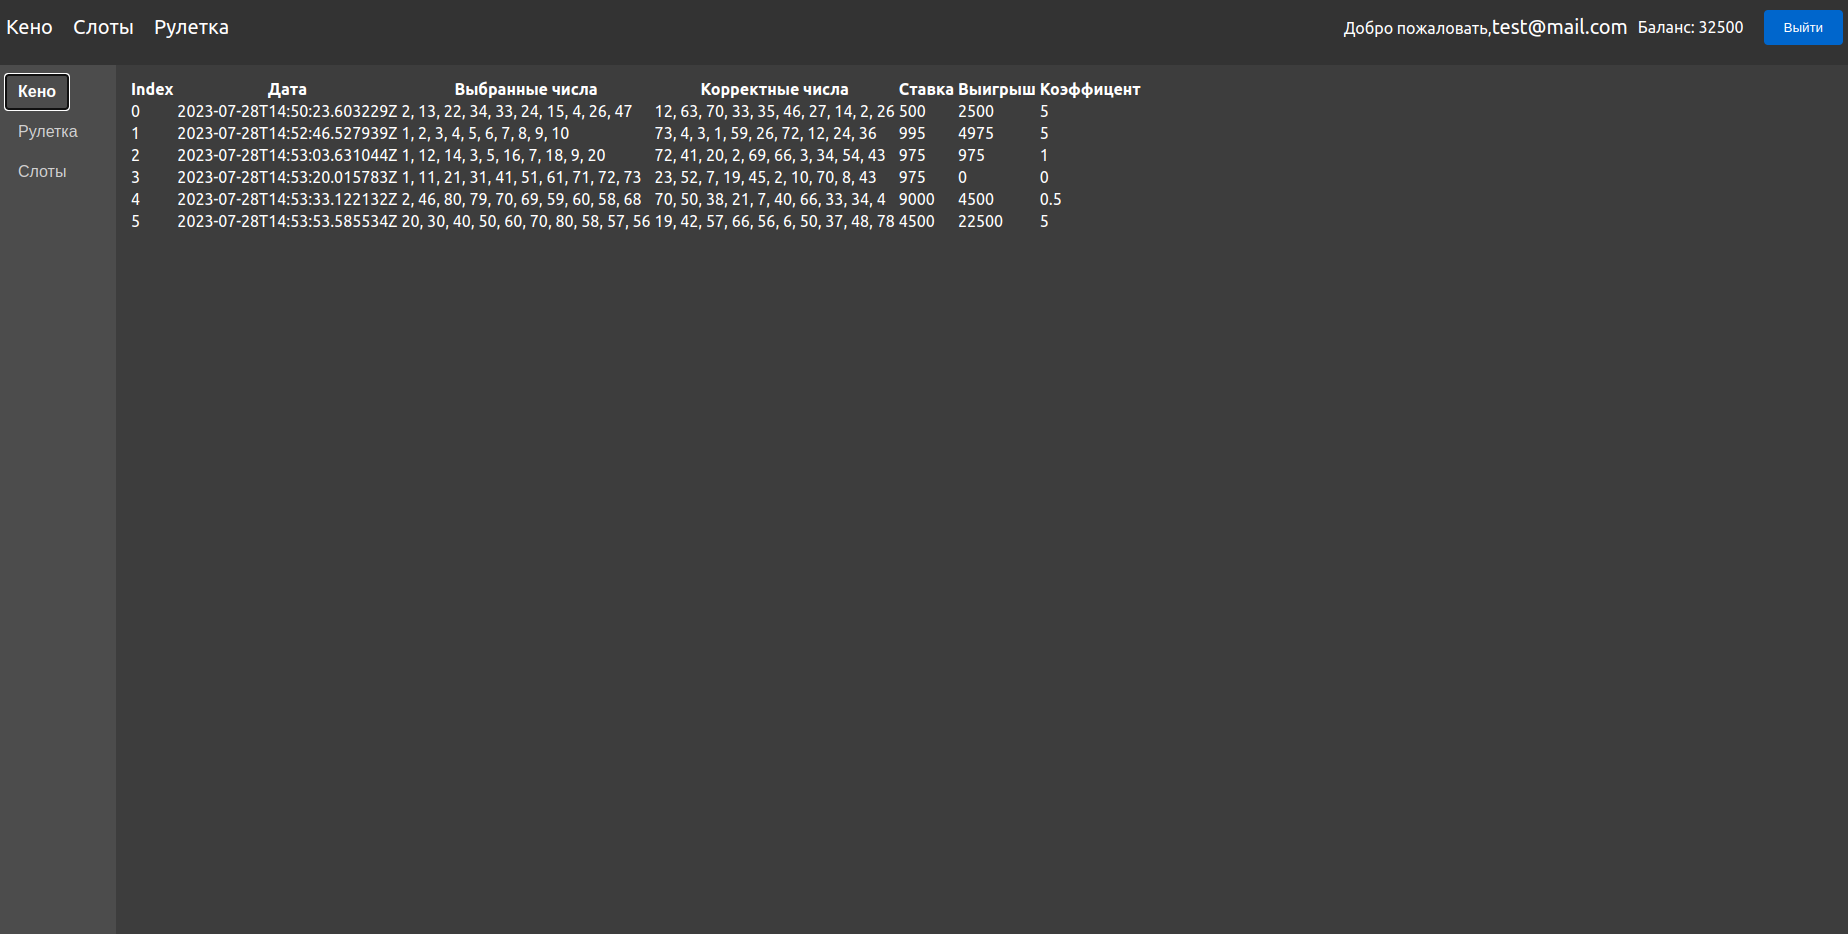 Кено Слоты Рулетка Добро пожаловать,test@mail.com Баланс: 32500 Выйти
Кено
Рулетка
Слоты
Index Дата Выбранные числа Корректные числа Ставка Выигрыш Коэффицент
0 2023-07-28T14:50:23.603229Z 2, 13, 22, 34, 33, 24, 15, 4, 26, 47 12, 63, 70, 33, 35, 46, 27, 14, 2, 26 500 2500 5
1 2023-07-28T14:52:46.527939Z 1, 2, 3, 4, 5, 6, 7, 8, 9, 10 73, 4, 3, 1, 59, 26, 72, 12, 24, 36 995 4975 5
2 2023-07-28T14:53:03.631044Z 1, 12, 14, 3, 5, 16, 7, 18, 9, 20 72, 41, 20, 2, 69, 66, 3, 34, 54, 43 975 975 1
3 2023-07-28T14:53:20.015783Z 1, 11, 21, 31, 41, 51, 61, 71, 72, 73 23, 52, 7, 19, 45, 2, 10, 70, 8, 43 975 0 0
4 2023-07-28T14:53:33.122132Z 2, 46, 80, 79, 70, 69, 59, 60, 58, 68 70, 50, 38, 21, 7, 40, 66, 33, 34, 4 9000 4500 0.5
5 2023-07-28T14:53:53.585534Z 20, 30, 40, 50, 60, 70, 80, 58, 57, 56 19, 42, 57, 66, 56, 6, 50, 37, 48, 78 4500 22500 5